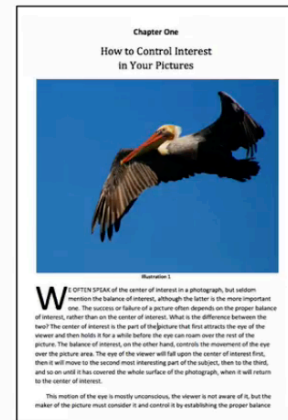 Chapter One
How to Control Interest
in Your Pictures
Illustration 1
WE OFTEN SPEAK of the center of interest in a photograph, but seldom
mention the balance of interest, although the latter is the more important
one. The success or failure of a picture often depends on the proper balance
of interest, rather than on the center of interest. What is the difference between the
two? The center of interest is the part of the picture that first attracts the eye of the
viewer and then holds it for a while before the eye can roam over the rest of the
picture. The balance of interest, on the other hand, controls the movement of the eye
over the picture area. The eye of the viewer will fall upon the center of interest first,
then it will move to the second most interesting part of the subject, then to the third,
and so on until it has covered the whole surface of the photograph, when it will return
to the center of interest.
This motion of the eye is mostly unconscious, the viewer is not aware of it, but the
maker of the picture must consider it and control it by establishing the proper balance